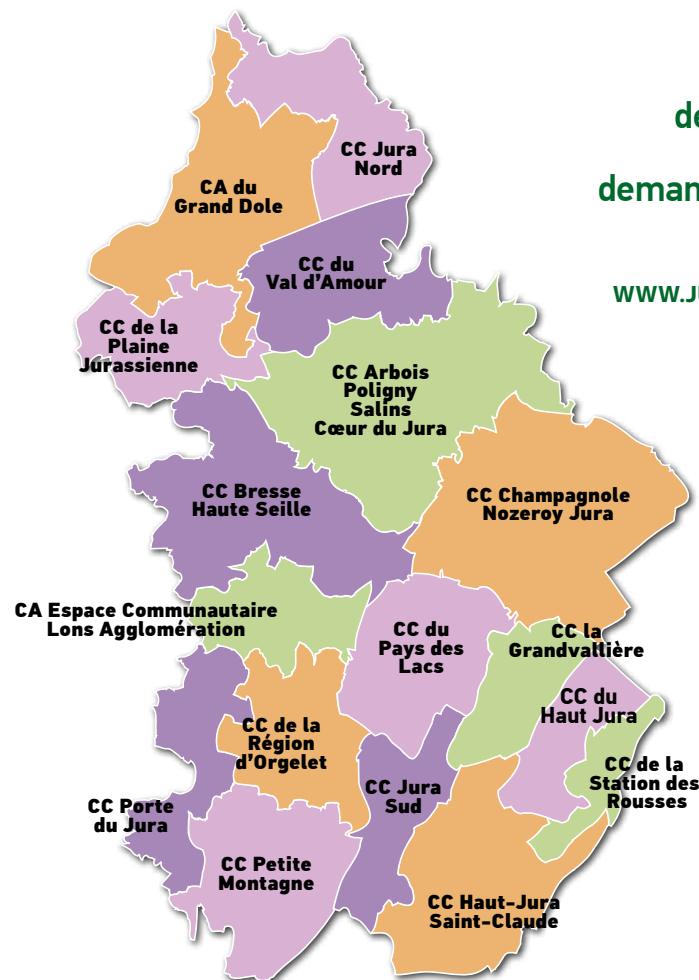 de
CC Jura
Nord
CA du
Grand Dole
deman
CC du
Val d'Amour
www.ju
CC de la
Plaine
Jurassienne
CC Arbois
Poligny
Salins
Cœur du Jura
CC Bresse
Haute Seille
CC Champagnole
Nozeroy Jura
CA Espace Communautaire
Lons Agglomération
CC du
Pays des
Lacs
CC la
Grandvallière
CC du
Haut Jura
CC de la
Région
d'Orgelet
CC de la
Station des
Rousses
CC Jura
Sud
CC Porte
du Jura
CC Petite
Montagne
CC Haut-Jura
Saint-Claude